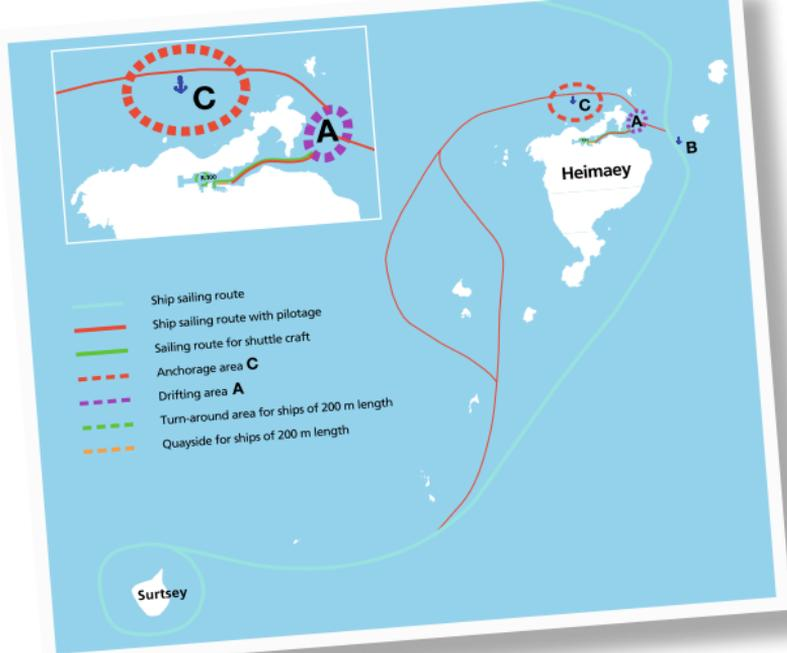 C
A
C
A
B
Heimaey
Ship sailing route
Ship sailing route with pilotage
Sailing route for shuttle craft
Anchorage area C
Drifting area A
Turn-around area for ships of 200 m length
Quayside for ships of 200 m length
Surtsey